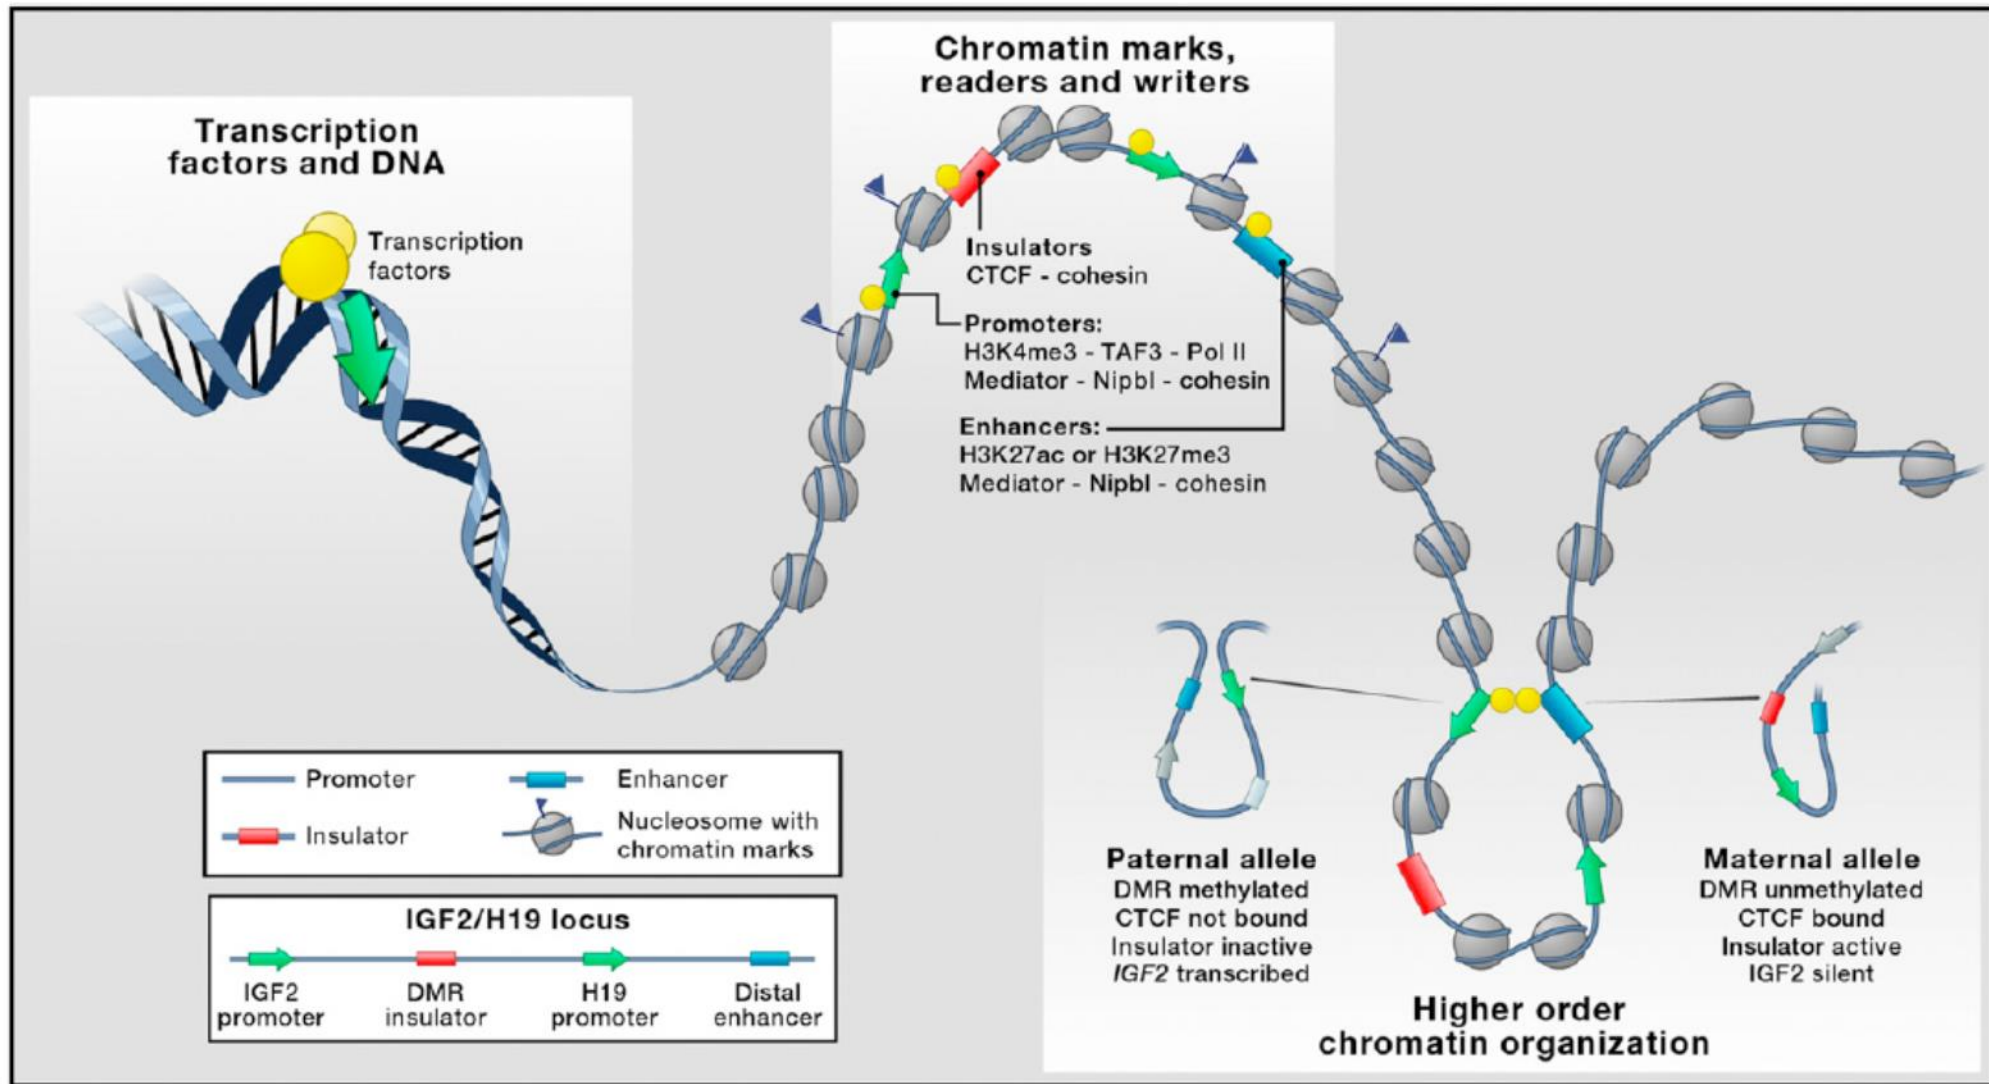 Transcription
factors and DNA
Transcription
factors
Chromatin marks,
readers and writers
Insulators
CTCF - cohesin
Promoters:
H3K4me3 - TAF3 - Pol II
Mediator - Nipbl - cohesin
Enhancers:
H3K27ac or H3K27me3
Mediator - Nipbl - cohesin
Promoter
Enhancer
Insulator
Nucleosome with
chromatin marks
IGF2/H19 locus
IGF2
promoter
DMR
insulator
H19
promoter
Distal
enhancer
Paternal allele
DMR methylated
CTCF not bound
Insulator inactive
IGF2 transcribed
Maternal allele
DMR unmethylated
CTCF bound
Insulator active
IGF2 silent
Higher order
chromatin organization